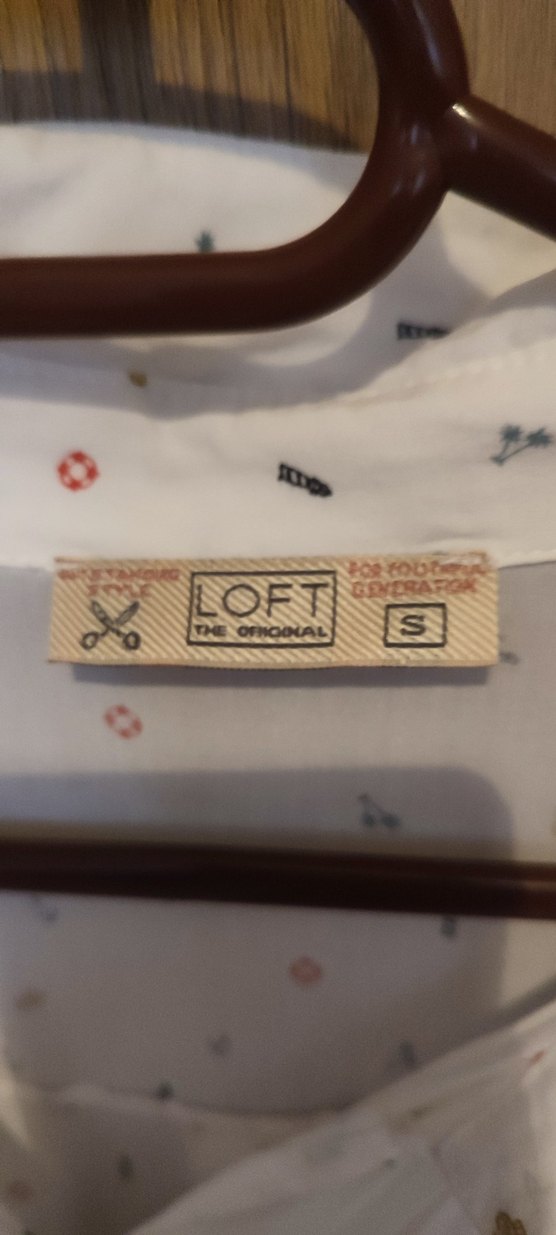 STYLE
LOFT
THE ORIGINAL
FOR YOUTHFUL
GENERATION
S